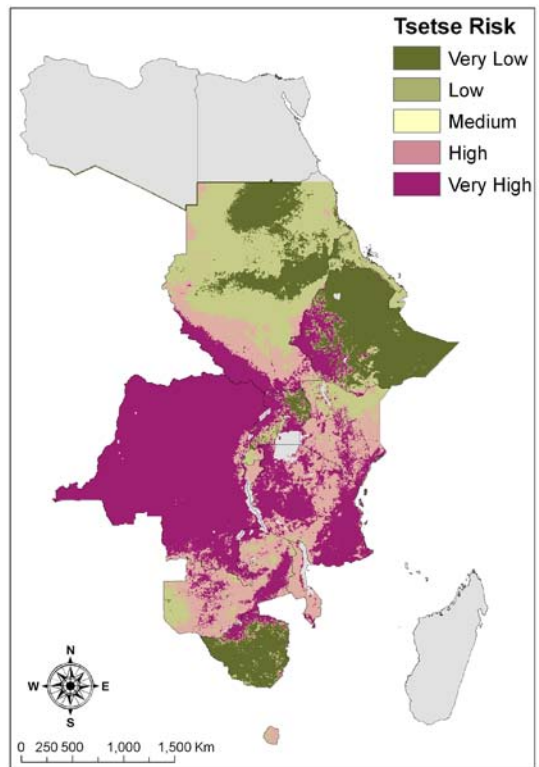 Tsetse Risk
Very Low
Low
Medium
High
Very High
N
W E
S
0 250 500 1,000 1,500 Km